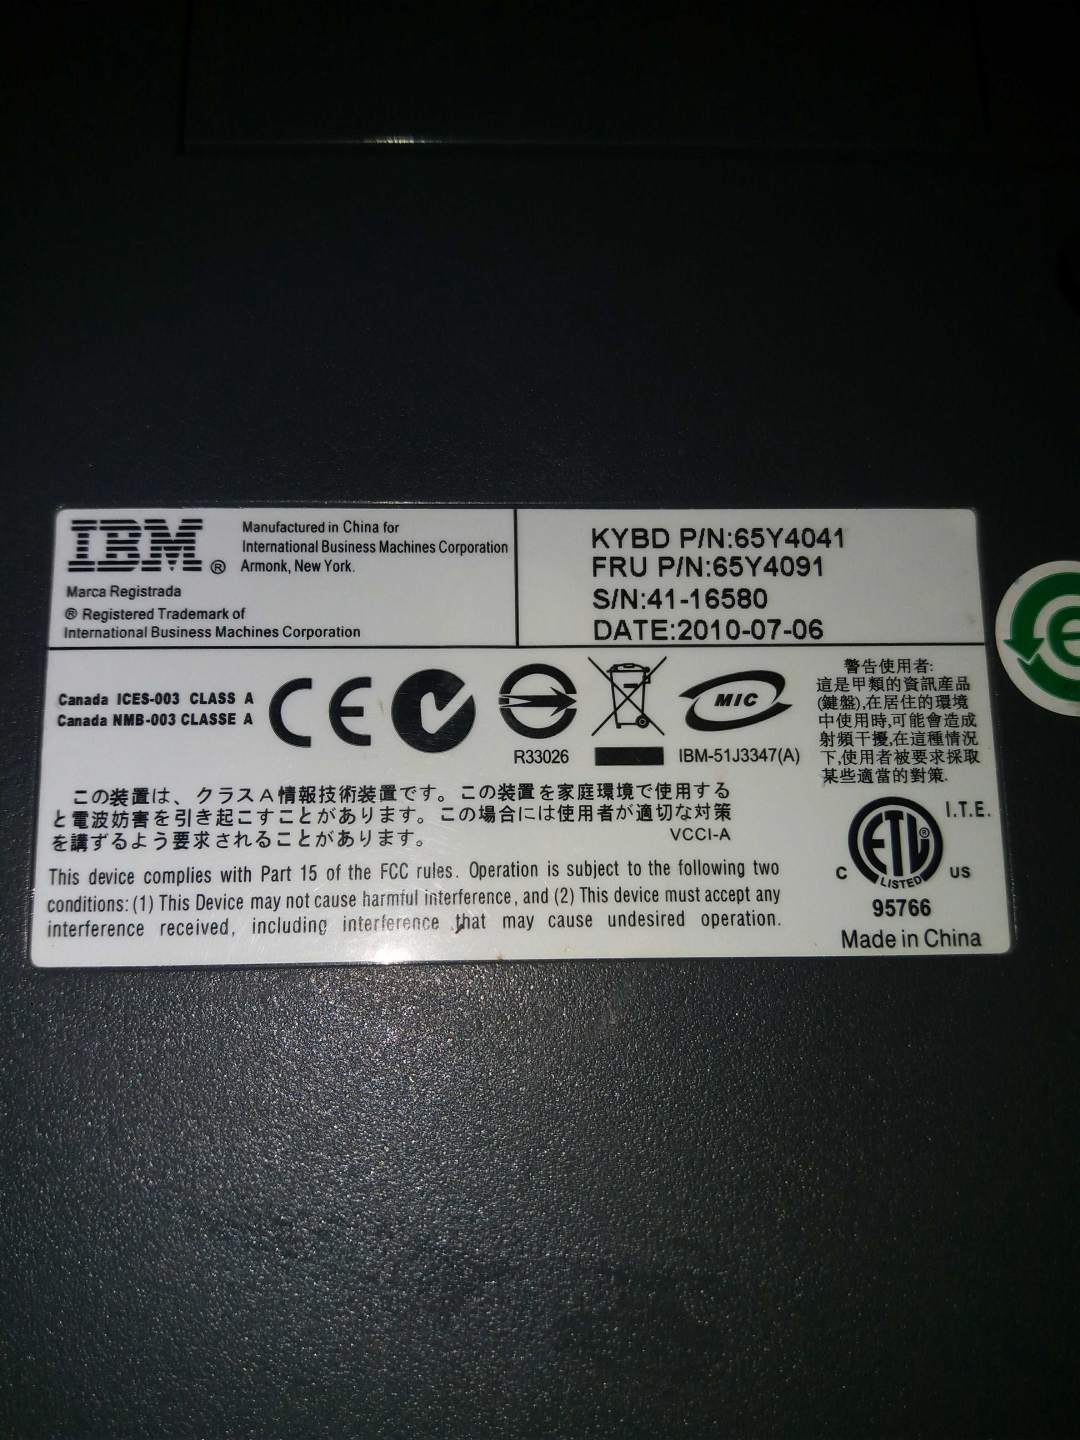 IBM ®
Manufactured in China for
International Business Machines Corporation
Armonk, New York.
Marca Registrada
® Registered Trademark of
International Business Machines Corporation
KYBD P/N:65Y4041
FRU P/N:65Y4091
S/N:41-16580
DATE:2010-07-06
Canada ICES-003 CLASS A
Canada NMB-003 CLASSE A
CE
R33026
MIC
IBM-51J3347(A)
警告使用者:
這是甲類的資訊産品
(鍵盤),在居住的環境
中使用時,可能會造成
射頻干擾,在這種情况
下,使用者被要求採取
某些適當的對策.
この装置は、クラスA情報技術装置です。この装置を家庭環境で使用する
と電波妨害を引き起こすことがあります。この場合には使用者が適切な対策
を講ずるよう要求されることがあります。
VCCI-A
This device complies with Part 15 of the FCC rules. Operation is subject to the following two
conditions: (1) This Device may not cause harmful interference, and (2) This device must accept any
interference received, including interference that may cause undesired operation.
I.T.E.
ETL ®
LISTED
C US
95766
Made in China
e